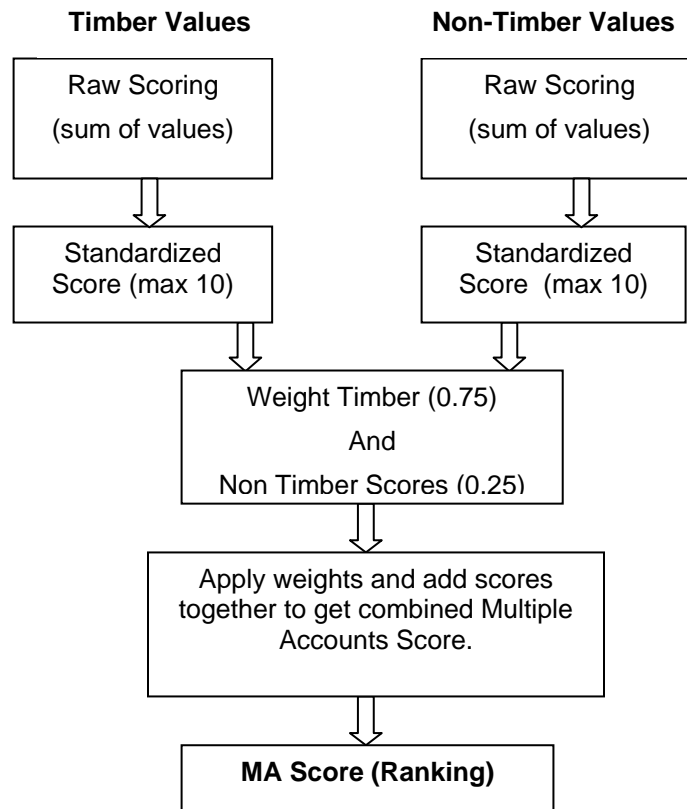 Timber Values
Non-Timber Values
Raw Scoring
(sum of values)
Raw Scoring
(sum of values)
Standardized
Score (max 10)
Standardized
Score (max 10)
Weight Timber (0.75)
And
Non Timber Scores (0.25)
Apply weights and add scores
together to get combined Multiple
Accounts Score.
MA Score (Ranking)